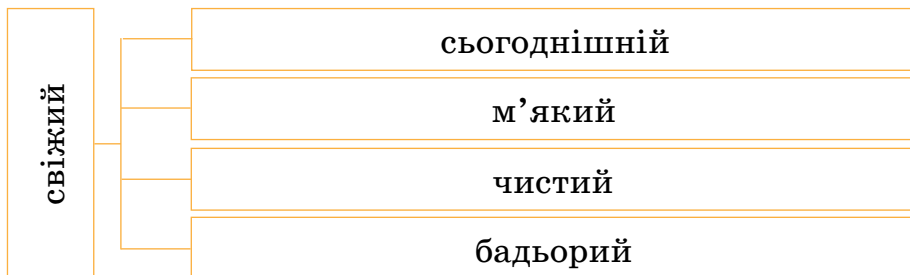 свіжий
сьогоднішній
м’який
чистий
бадьорий